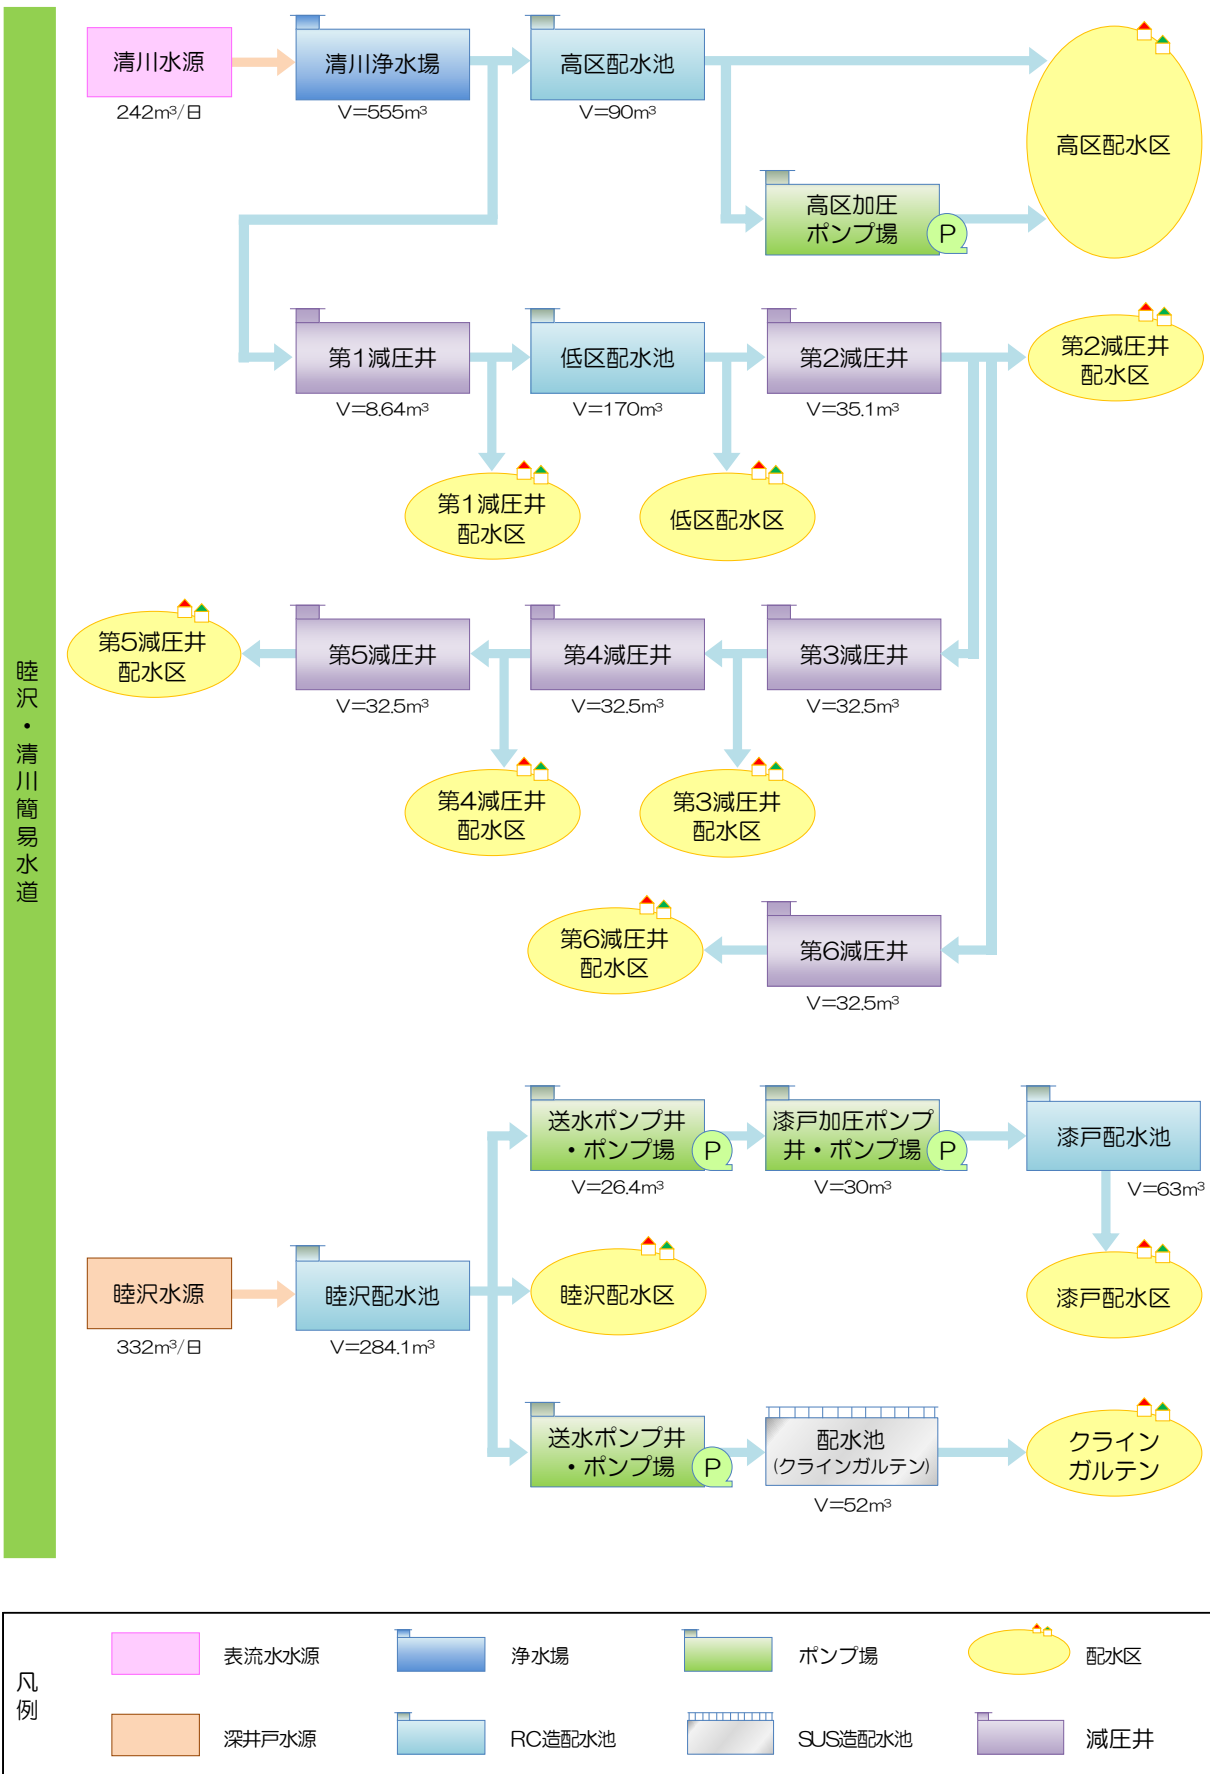 睦沢・清川簡易水道
清川水源
242m³/日
清川浄水場
V=555m³
高区配水池
V=90m³
高区配水区
高区加圧
ポンプ場
P
第1減圧井
V=8.64m³
低区配水池
V=170m³
第2減圧井
V=35.1m³
第2減圧井
配水区
第1減圧井
配水区
低区配水区
第5減圧井
配水区
第5減圧井
V=32.5m³
第4減圧井
V=32.5m³
第3減圧井
V=32.5m³
第4減圧井
配水区
第3減圧井
配水区
第6減圧井
配水区
第6減圧井
V=32.5m³
送水ポンプ井
・ポンプ場
P
V=26.4m³
漆戸加圧ポンプ
井・ポンプ場
P
V=30m³
漆戸配水池
V=63m³
睦沢水源
332m³/日
睦沢配水池
V=284.1m³
睦沢配水区
漆戸配水区
送水ポンプ井
・ポンプ場
P
配水池
(クラインガルテン)
V=52m³
クライン
ガルテン
凡例
表流水水源
浄水場
ポンプ場
配水区
深井戸水源
RC造配水池
SUS造配水池
減圧井